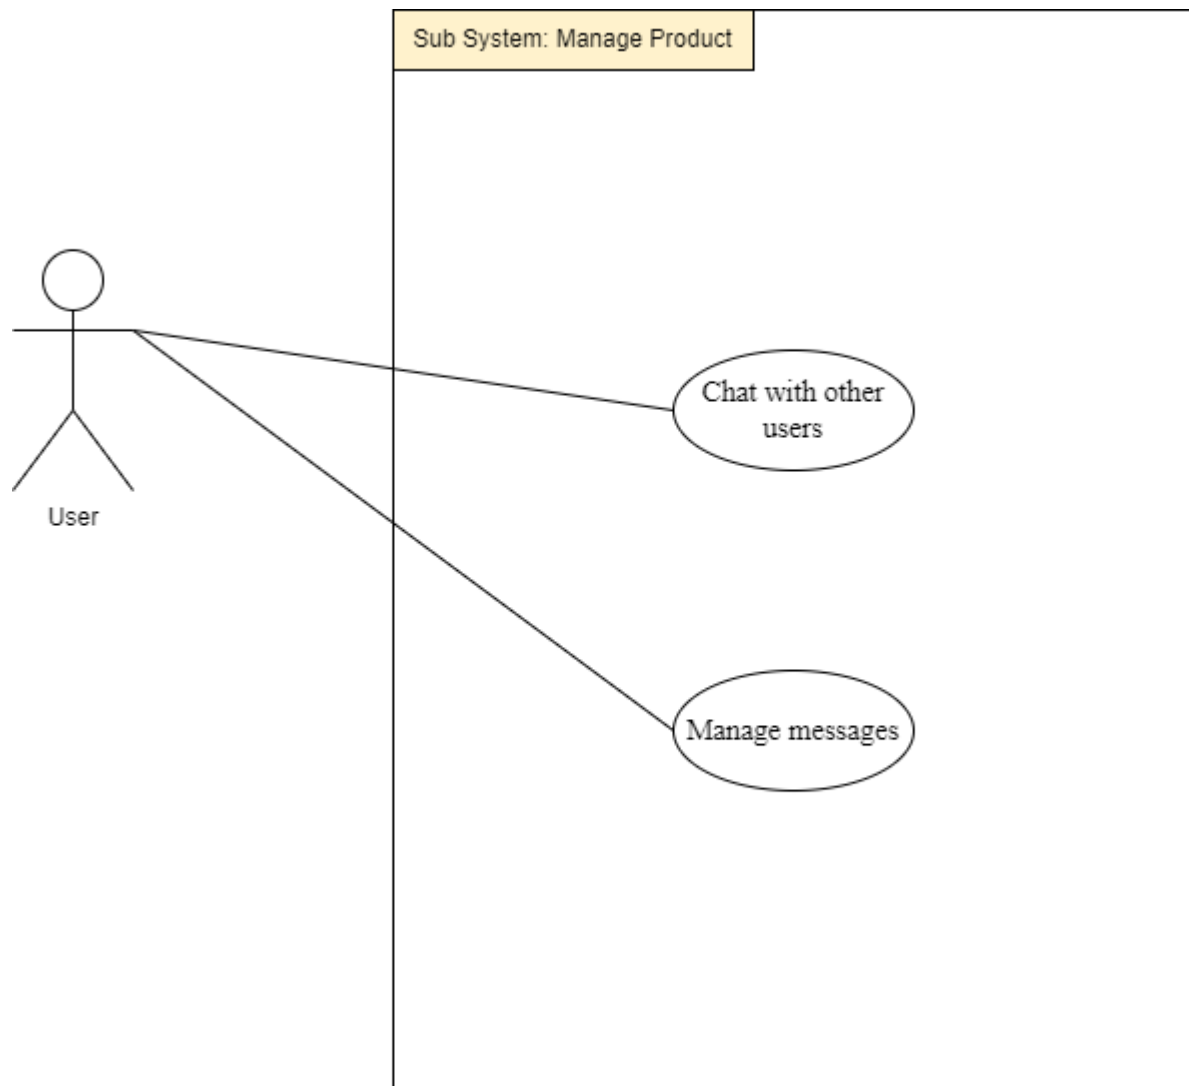 Sub System: Manage Product
Chat with other
users
User
Manage messages